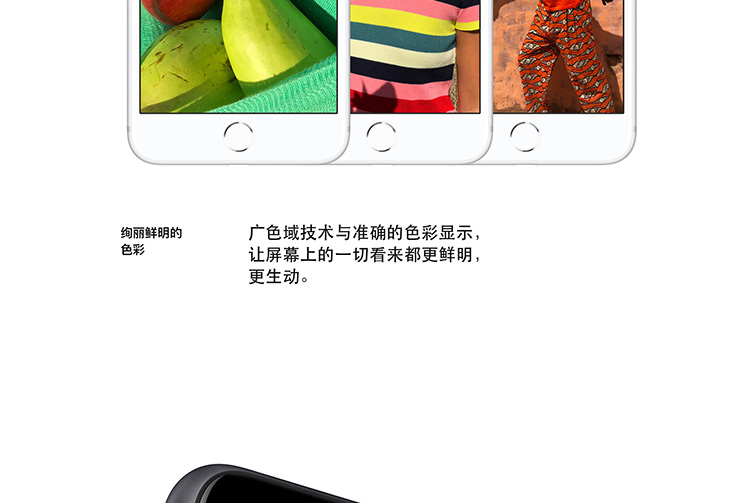 绚丽鲜明的
色彩
广色域技术与准确的色彩显示，
让屏幕上的一切看来都更鲜明，
更生动。